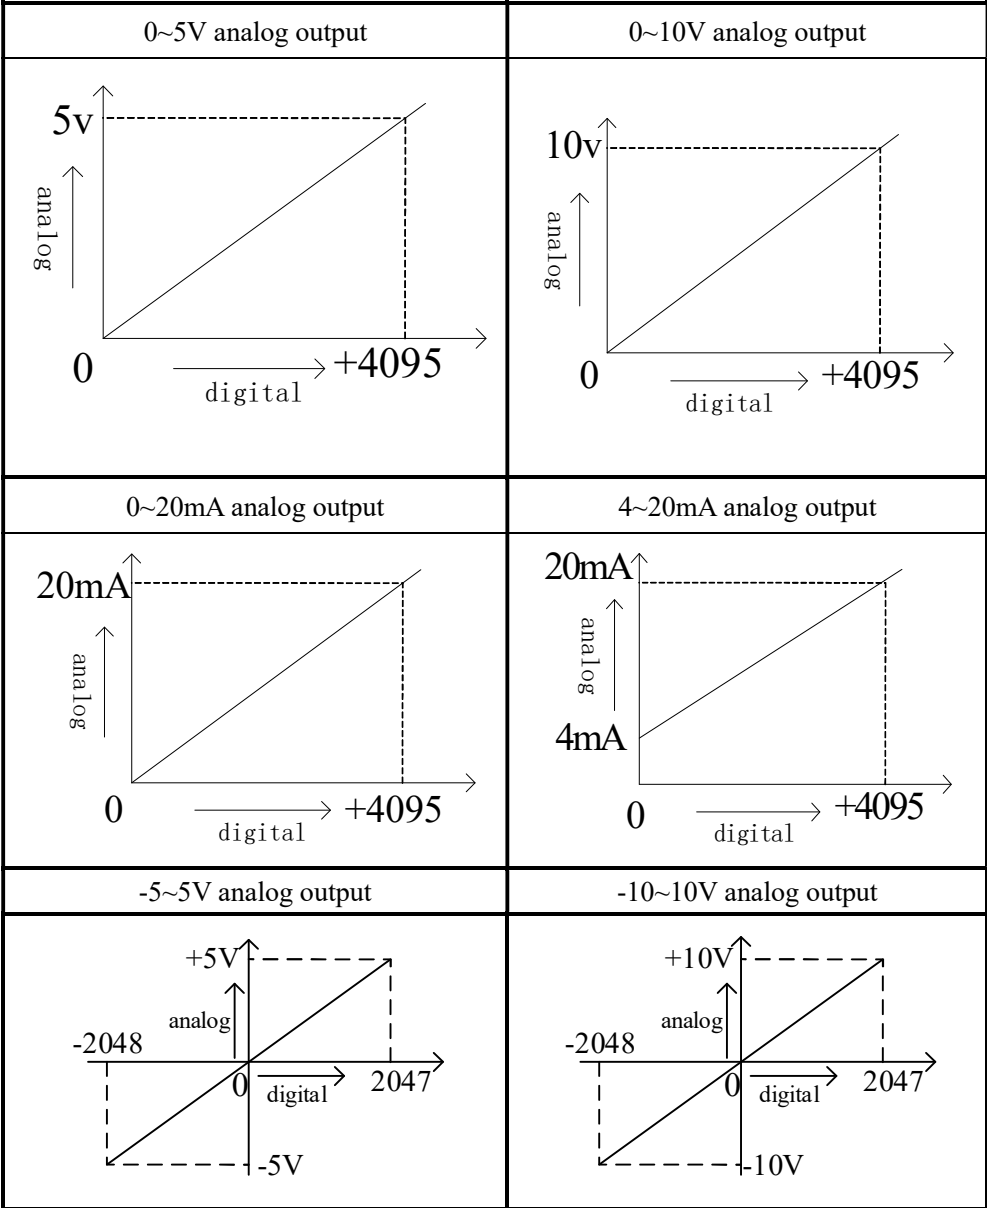 0~5V analog output
0~10V analog output
5v
analog
0
digital
+4095
10v
analog
0
digital
+4095
0~20mA analog output
4~20mA analog output
20mA
analog
0
digital
+4095
20mA
analog
4mA
0
digital
+4095
-5~5V analog output
-10~10V analog output
+5V
analog
-2048
0
digital
2047
-5V
+10V
analog
-2048
0
digital
2047
-10V